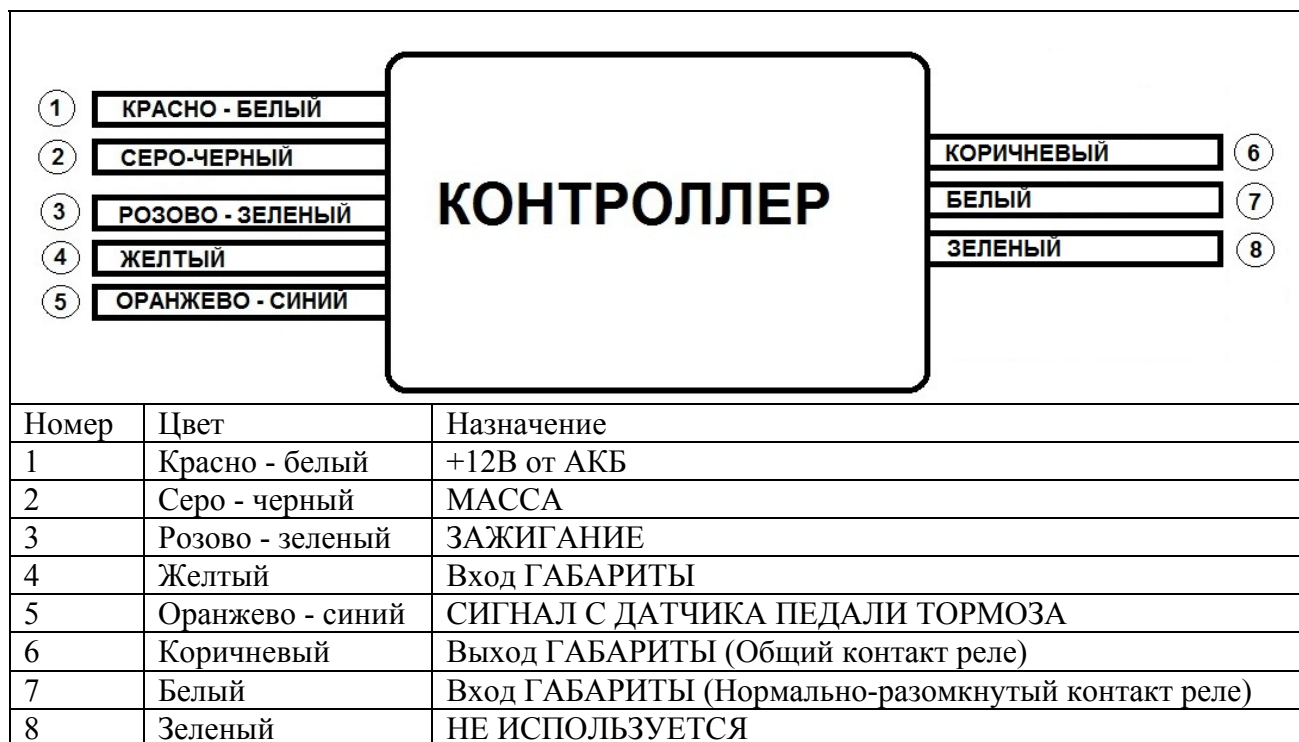 1 КРАСНО - БЕЛЫЙ
2 СЕРО-ЧЕРНЫЙ
3 РОЗОВО - ЗЕЛЕНЫЙ
4 ЖЕЛТЫЙ
5 ОРАНЖЕВО - СИНИЙ
КОНТРОЛЛЕР
КОРИЧНЕВЫЙ 6
БЕЛЫЙ 7
ЗЕЛЕНЫЙ 8
Номер Цвет Назначение
1 Красно - белый +12В от АКБ
2 Серо - черный МАССА
3 Розово - зеленый ЗАЖИГАНИЕ
4 Желтый Вход ГАБАРИТЫ
5 Оранжево - синий СИГНАЛ С ДАТЧИКА ПЕДАЛИ ТОРМОЗА
6 Коричневый Выход ГАБАРИТЫ (Общий контакт реле)
7 Белый Вход ГАБАРИТЫ (Нормально-разомкнутый контакт реле)
8 Зеленый НЕ ИСПОЛЬЗУЕТСЯ